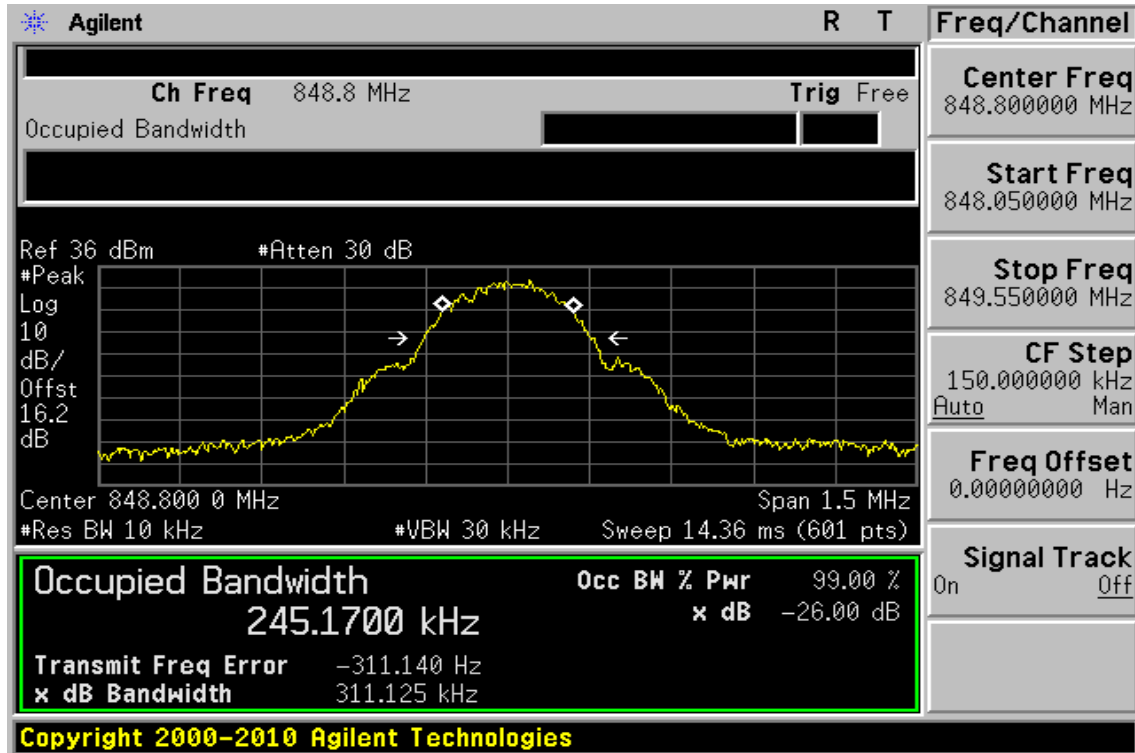 Agilent R T
Ch Freq 848.8 MHz Trig Free
Occupied Bandwidth
Ref 36 dBm #Atten 30 dB
#Peak
Log
10
dB/
Offst
16.2
dB
Center 848.800 0 MHz Span 1.5 MHz
#Res BW 10 kHz #VBW 30 kHz Sweep 14.36 ms (601 pts)
Occupied Bandwidth
245.1700 kHz
Occ BW % Pwr 99.00 %
x dB -26.00 dB
Transmit Freq Error -311.140 Hz
x dB Bandwidth 311.125 kHz
Copyright 2000-2010 Agilent Technologies
Freq/Channel
Center Freq
848.800000 MHz
Start Freq
848.050000 MHz
Stop Freq
849.550000 MHz
CF Step
150.000000 kHz
Auto Man
Freq Offset
0.00000000 Hz
Signal Track
On Off